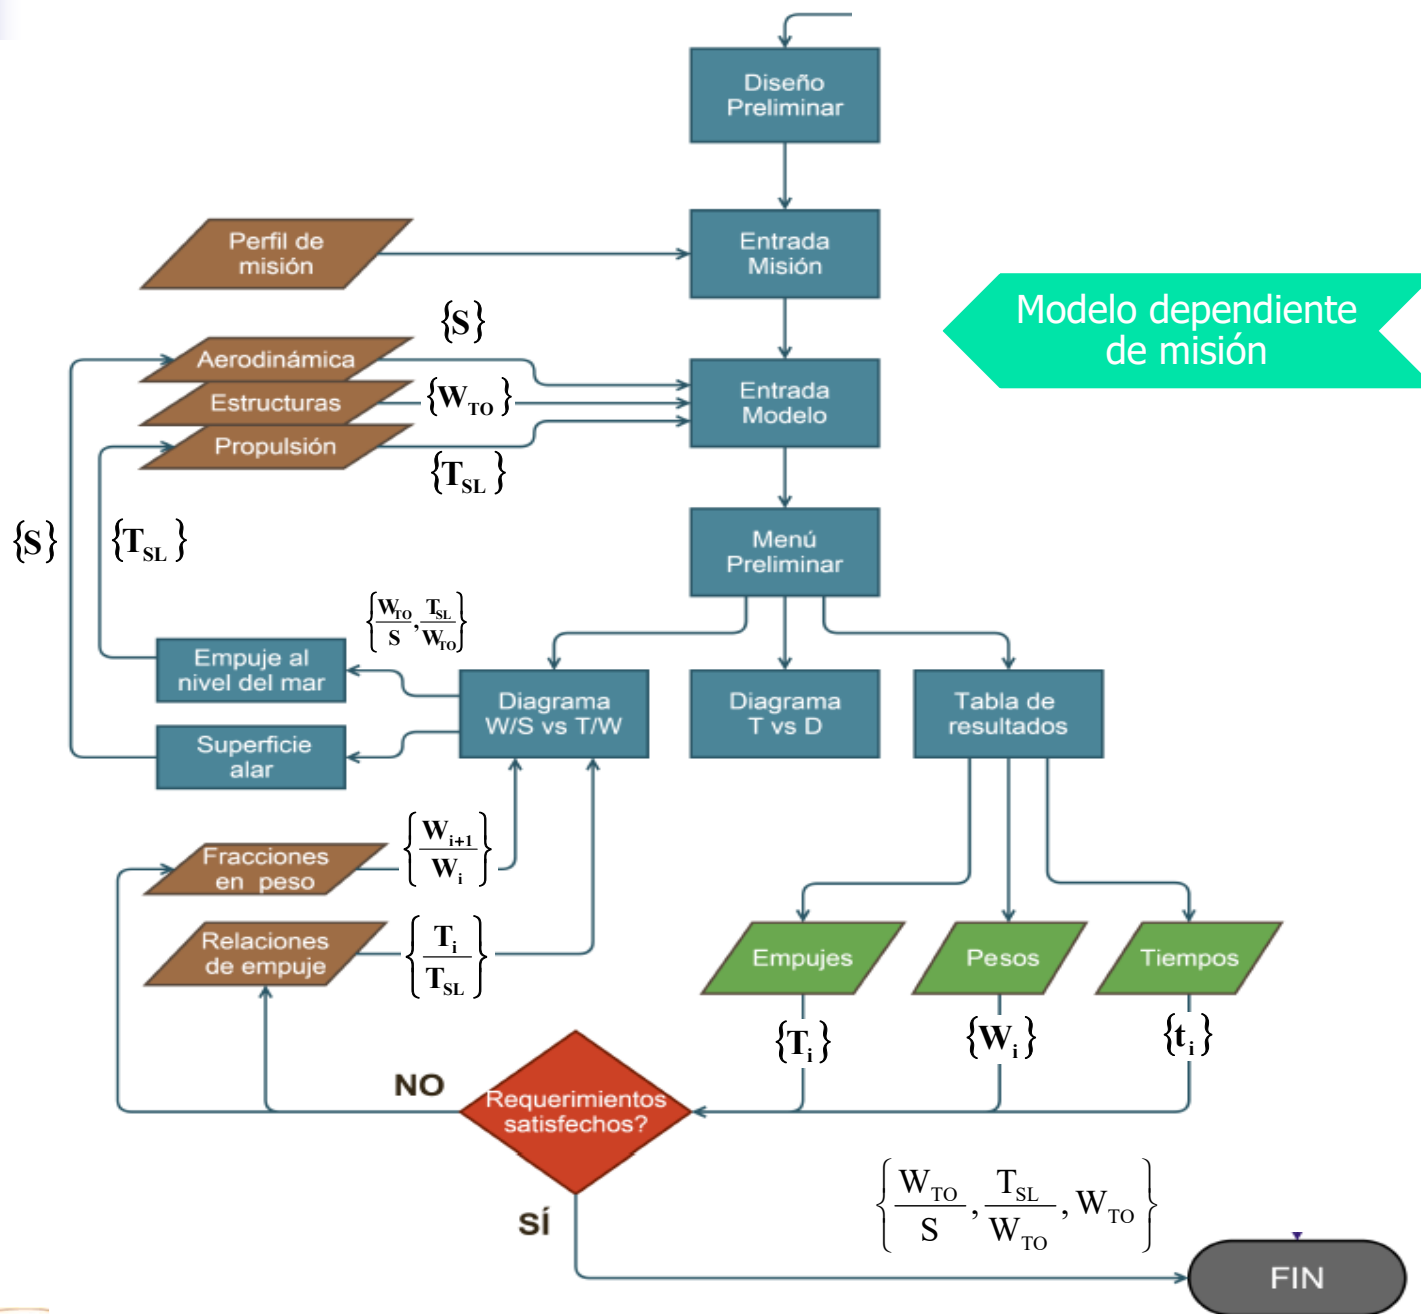 Diseño
Preliminar
Perfil de
misión
Entrada
Misión
Modelo dependiente
de misión
{S}
Aerodinámica
Estructuras
{W_TO}
Propulsión
{T_SL}
Entrada
Modelo
{S}
{T_SL}
Menú
Preliminar
{W_TO/S, T_SL/W_TO}
Empuje al
nivel del mar
Superficie
alar
Diagrama
W/S vs T/W
Diagrama
T vs D
Tabla de
resultados
Fracciones
en peso
{W_i+1/W_i}
Relaciones
de empuje
{T_i/T_SL}
Empujes
Pesos
Tiempos
{T_i}
{W_i}
{t_i}
NO
Requerimientos
satisfechos?
SÍ
{W_TO/S, T_SL/W_TO, W_TO}
FIN